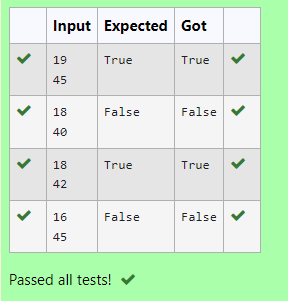 Input Expected Got
19 True True
45
18 False False
40
18 True True
42
16 False False
45
Passed all tests!